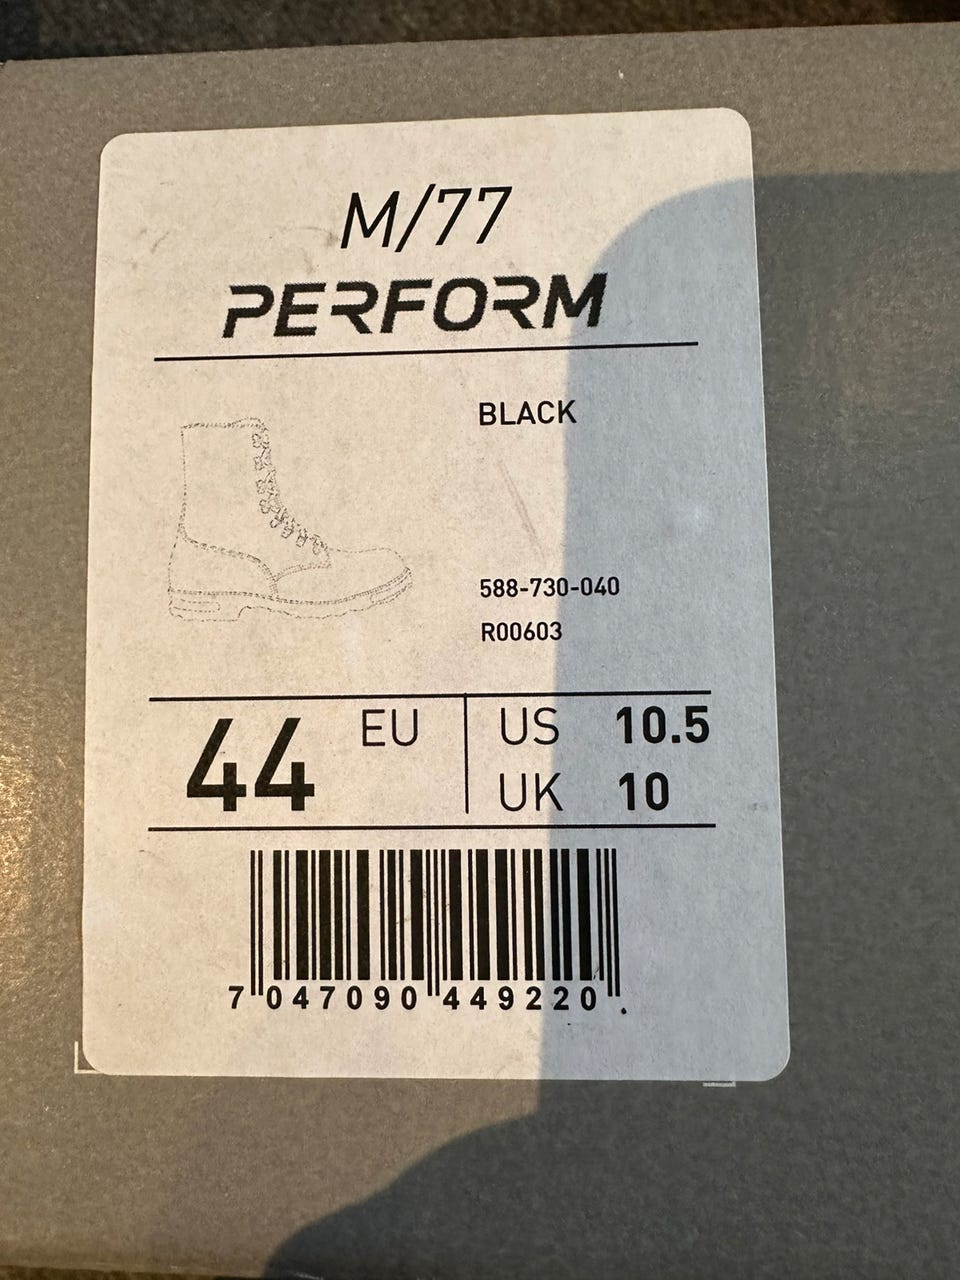 M/77
PERFORM
BLACK
588-730-040
R00603
44 EU
US 10.5
UK 10
7 047090 449220